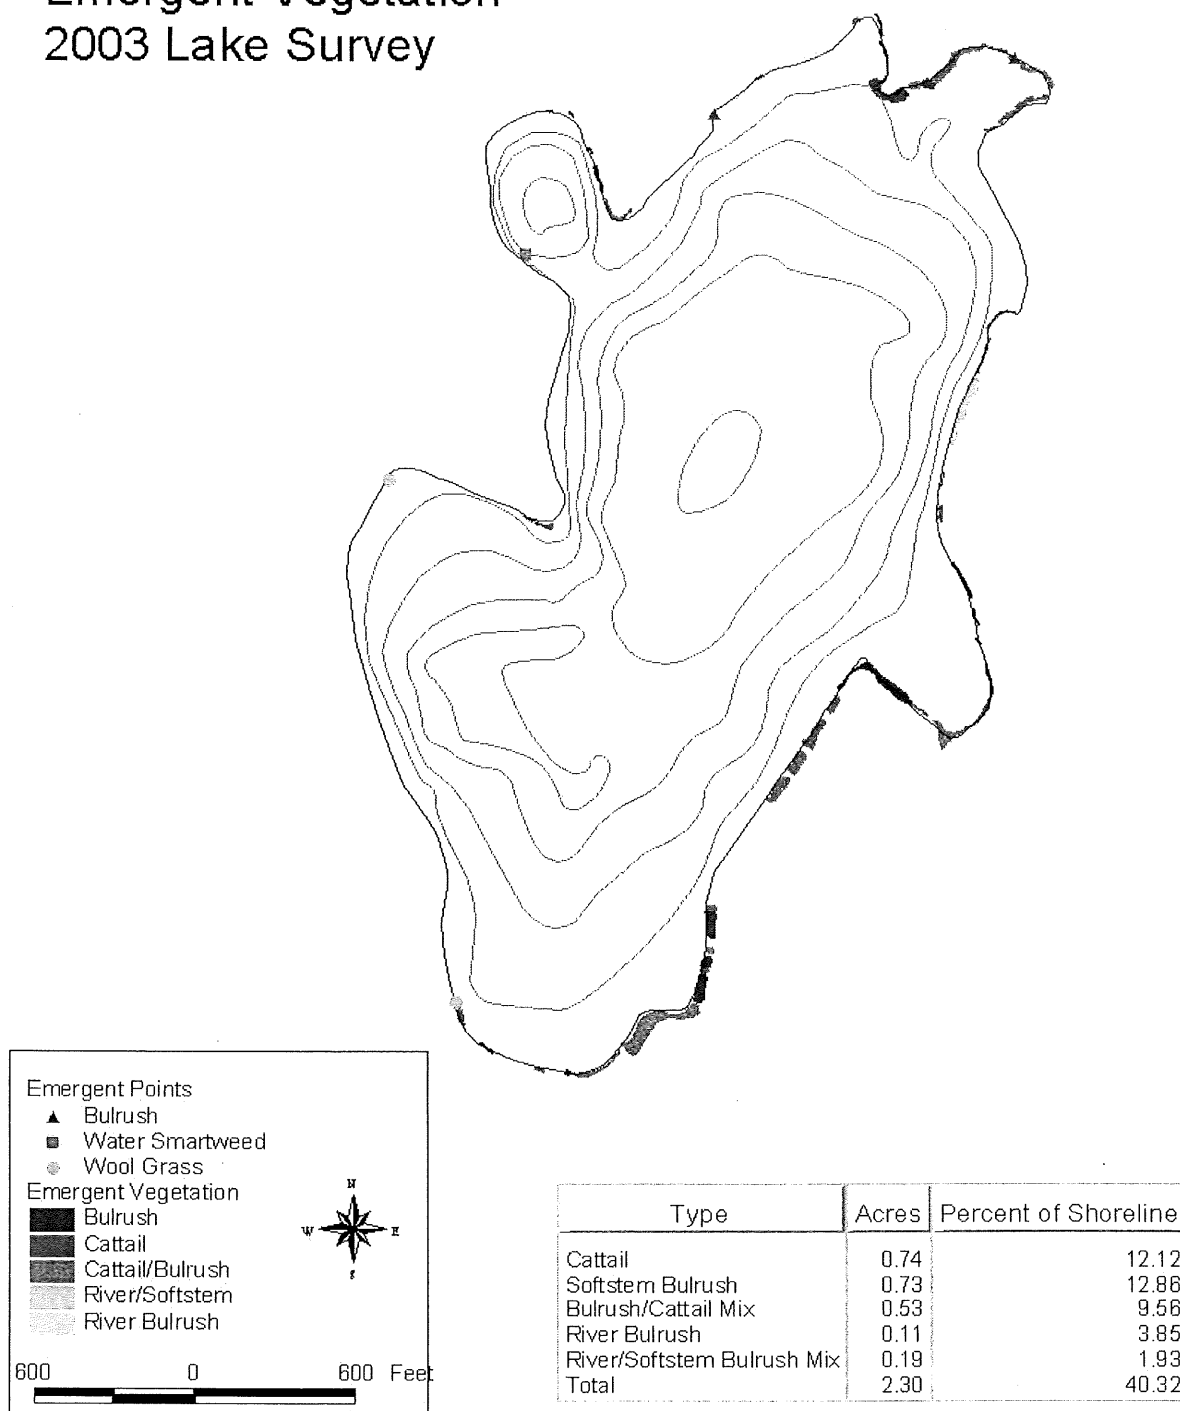 Emergent Vegetation
2003 Lake Survey
Emergent Points
Bulrush
Water Smartweed
Wool Grass
Emergent Vegetation
Bulrush
Cattail
Cattail/Bulrush
River/Softstem
River Bulrush
N
W E
S
600 0 600 Feet
Type Acres Percent of Shoreline
Cattail 0.74 12.12
Softstem Bulrush 0.73 12.86
Bulrush/Cattail Mix 0.53 9.56
River Bulrush 0.11 3.85
River/Softstem Bulrush Mix 0.19 1.93
Total 2.30 40.32